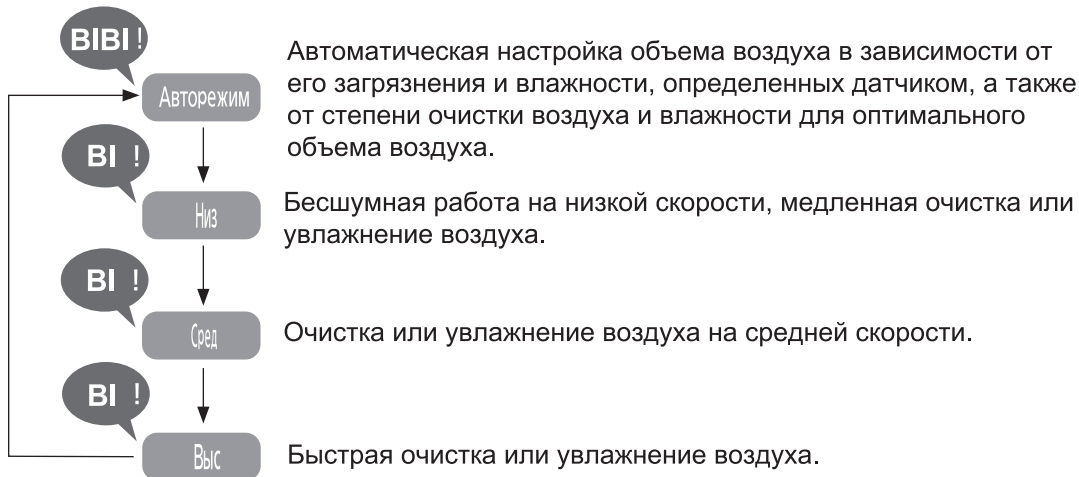 BIBI !
Авторежим
Автоматическая настройка объема воздуха в зависимости от
его загрязнения и влажности, определенных датчиком, а также
от степени очистки воздуха и влажности для оптимального
объема воздуха.
BI !
Низ
Бесшумная работа на низкой скорости, медленная очистка или
увлажнение воздуха.
BI !
Сред
Очистка или увлажнение воздуха на средней скорости.
BI !
Выс
Быстрая очистка или увлажнение воздуха.